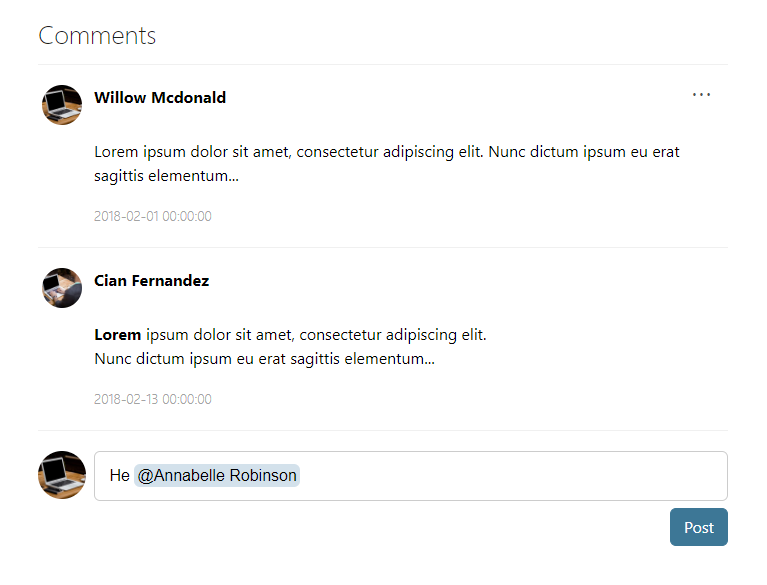 Comments
Willow Mcdonald
...
Lorem ipsum dolor sit amet, consectetur adipiscing elit. Nunc dictum ipsum eu erat
sagittis elementum...
2018-02-01 00:00:00
Cian Fernandez
Lorem ipsum dolor sit amet, consectetur adipiscing elit.
Nunc dictum ipsum eu erat sagittis elementum...
2018-02-13 00:00:00
He @Annabelle Robinson
Post